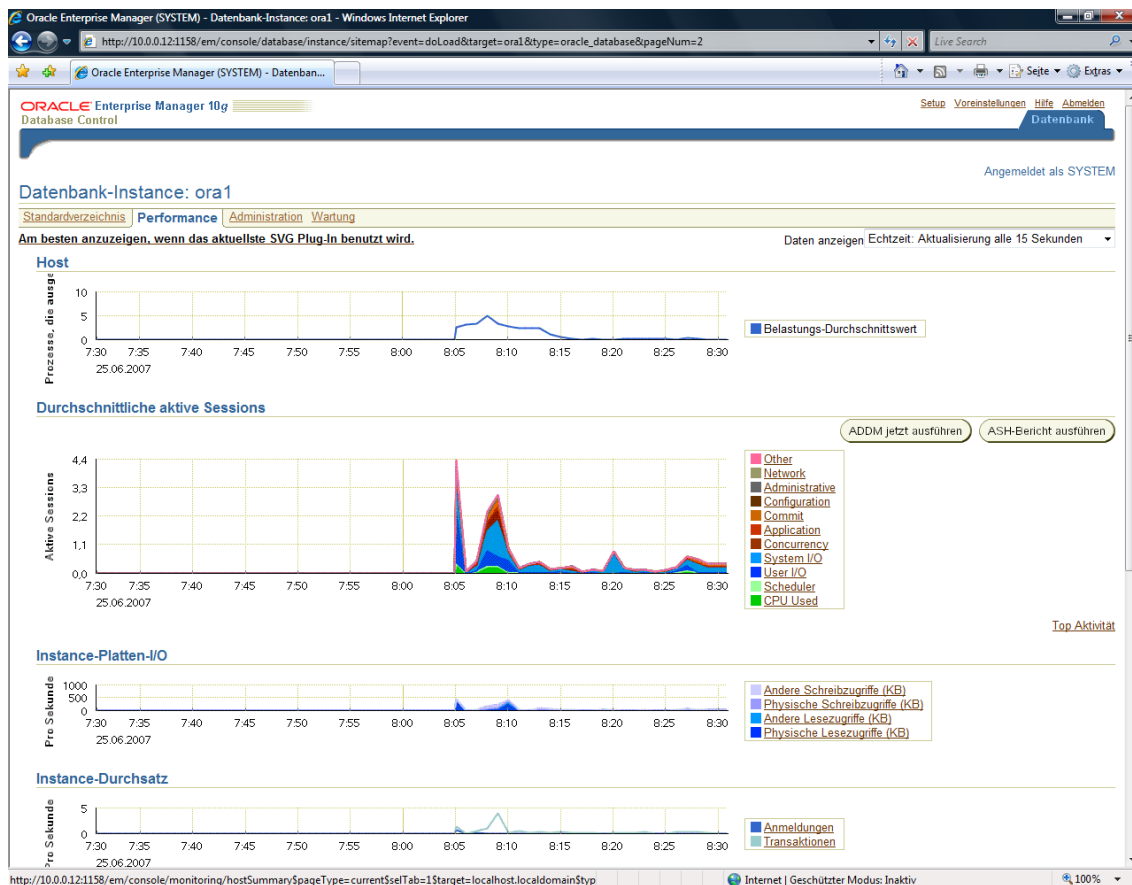 Oracle Enterprise Manager (SYSTEM) - Datenbank-Instance: ora1 - Windows Internet Explorer
http://10.0.0.12:1158/em/console/database/instance/sitemap?event=doLoad&target=ora1&type=oracle_database&pageNum=2
Live Search
Oracle Enterprise Manager (SYSTEM) - Datenban...
Seite
Extras
ORACLE Enterprise Manager 10g
Database Control
Setup Voreinstellungen Hilfe Abmelden
Datenbank
Angemeldet als SYSTEM
Datenbank-Instance: ora1
Standardverzeichnis Performance Administration Wartung
Am besten anzuzeigen, wenn das aktuellste SVG Plug-In benutzt wird.
Daten anzeigen Echtzeit: Aktualisierung alle 15 Sekunden
Host
Prozesse, die ausge
10
5
0
7:30 7:35 7:40 7:45 7:50 7:55 8:00 8:05 8:10 8:15 8:20 8:25 8:30
25.06.2007
Belastungs-Durchschnittswert
Durchschnittliche aktive Sessions
ADDM jetzt ausführen ASH-Bericht ausführen
Aktive Sessions
4.4
3.3
2.2
1.1
0.0
7:30 7:35 7:40 7:45 7:50 7:55 8:00 8:05 8:10 8:15 8:20 8:25 8:30
25.06.2007
Other
Network
Administrative
Configuration
Commit
Application
Concurrency
System I/O
User I/O
Scheduler
CPU Used
Top Aktivität
Instance-Platten-I/O
Pro Sekunde
1000
500
0
7:30 7:35 7:40 7:45 7:50 7:55 8:00 8:05 8:10 8:15 8:20 8:25 8:30
25.06.2007
Andere Schreibzugriffe (KB)
Physische Schreibzugriffe (KB)
Andere Lesezugriffe (KB)
Physische Lesezugriffe (KB)
Instance-Durchsatz
Pro Sekunde
5
0
7:30 7:35 7:40 7:45 7:50 7:55 8:00 8:05 8:10 8:15 8:20 8:25 8:30
25.06.2007
Anmeldungen
Transaktionen
http://10.0.0.12:1158/em/console/monitoring/hostSummary$pageType=current$selTab=1$target=localhost.localdomain$typ
Internet | Geschützter Modus: Inaktiv
100%